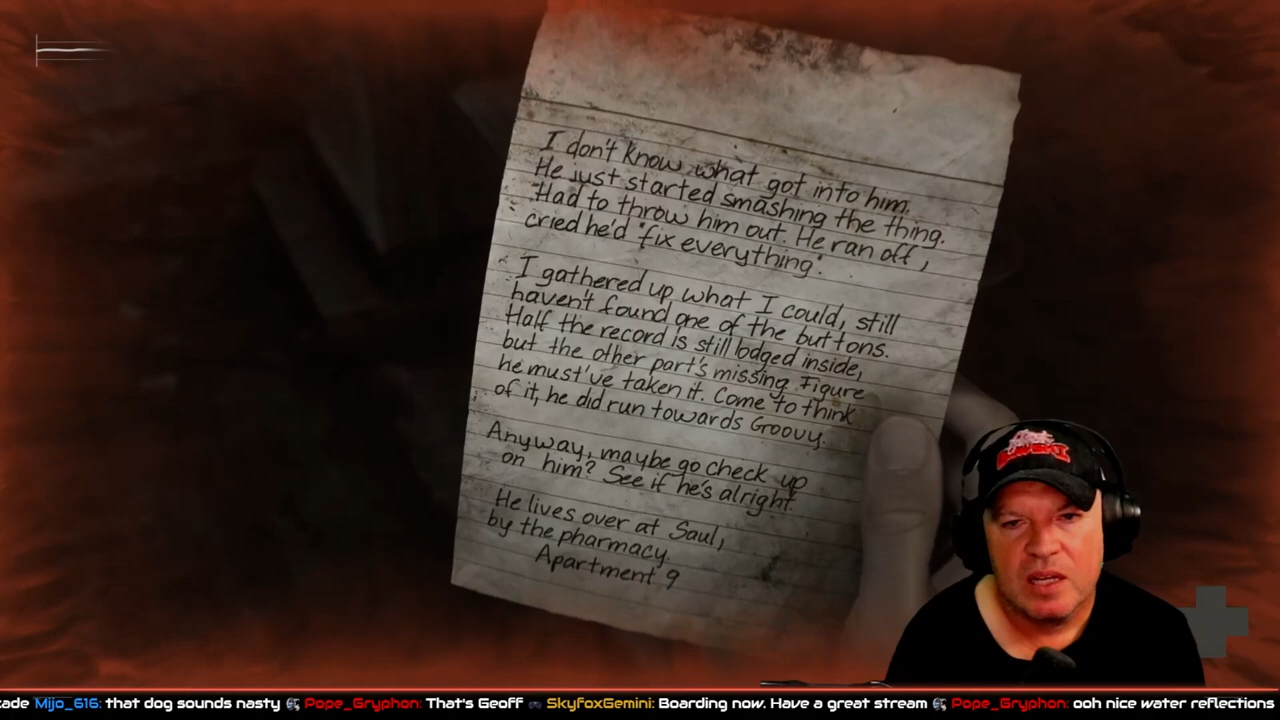 I don't know what got into him.
He just started smashing the thing.
Had to throw him out. He ran off,
cried he'd "fix everything".
I gathered up what I could, still
haven't found one of the buttons.
Half the record is still lodged inside,
but the other part's missing. Figure
he must've taken it. Come to think
of it, he did run towards Groovy.
Anyway, maybe go check up
on him? See if he's alright.
He lives over at Saul,
by the pharmacy.
Apartment 9
cade Mijo_616: that dog sounds nasty Pope_Gryphon: That's Geoff SkyfoxGemini: Boarding now. Have a great stream Pope_Gryphon: ooh nice water reflections